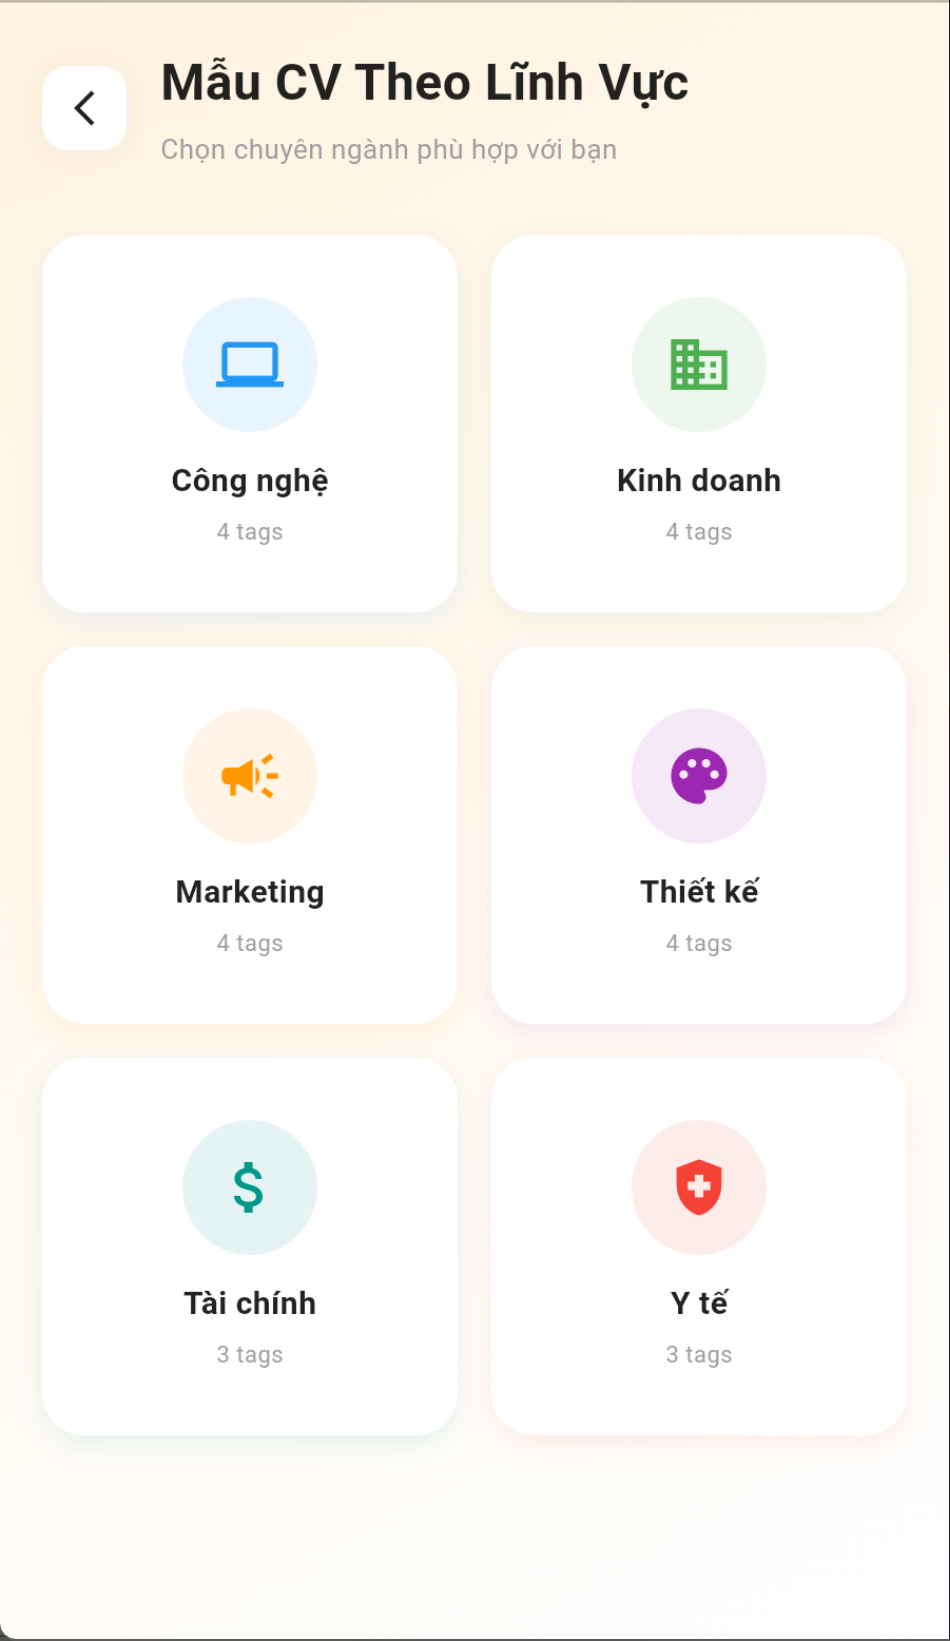 Mẫu CV Theo Lĩnh Vực
Chọn chuyên ngành phù hợp với bạn
Công nghệ
4 tags
Kinh doanh
4 tags
Marketing
4 tags
Thiết kế
4 tags
Tài chính
3 tags
Y tế
3 tags